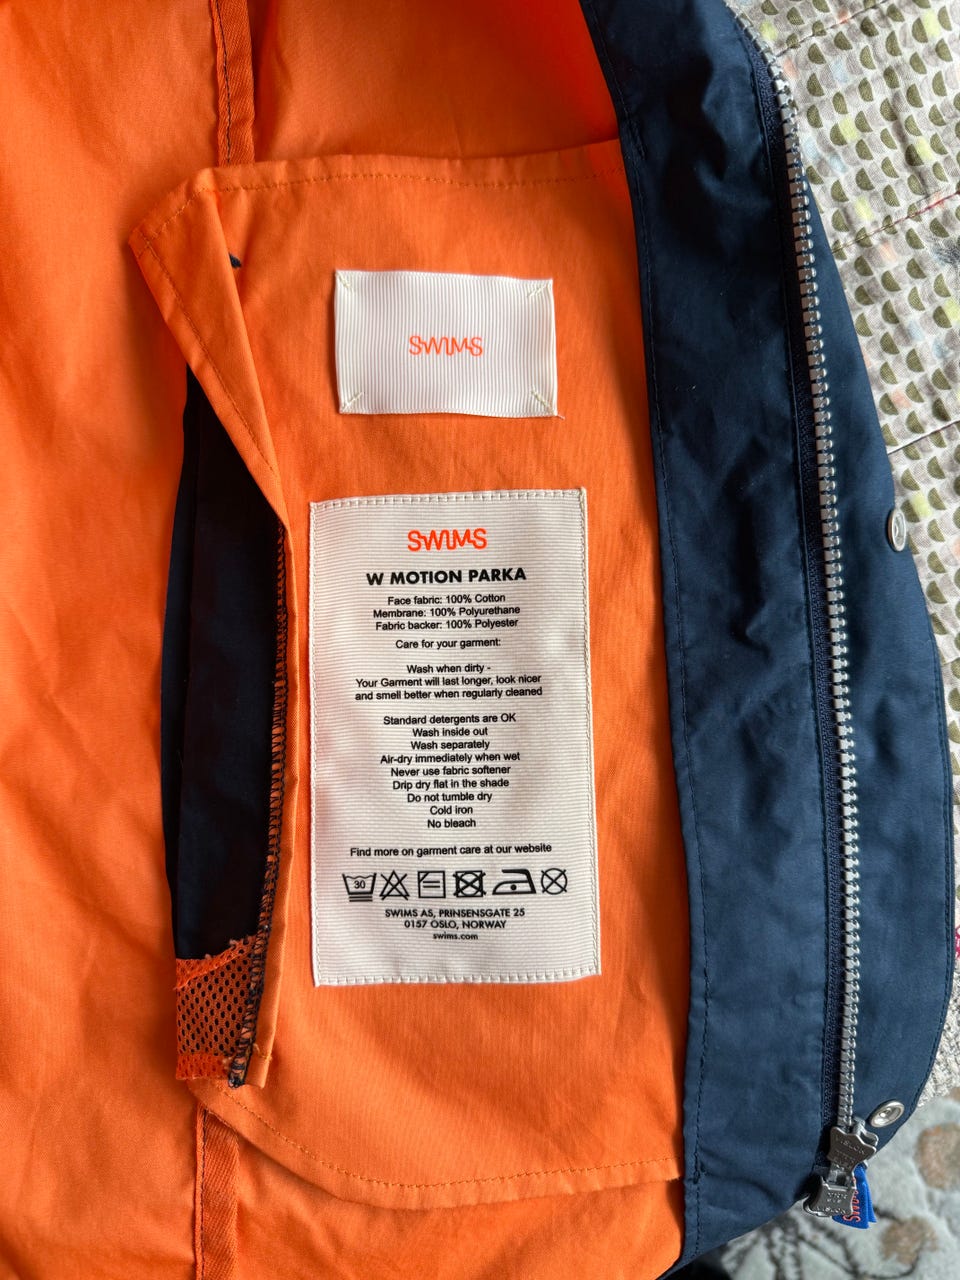 SWIMS
SWIMS
W MOTION PARKA
Face fabric: 100% Cotton
Membrane: 100% Polyurethane
Fabric backer: 100% Polyester
Care for your garment:
Wash when dirty -
Your Garment will last longer, look nicer
and smell better when regularly cleaned
Standard detergents are OK
Wash inside out
Wash separately
Air-dry immediately when wet
Never use fabric softener
Drip dry flat in the shade
Do not tumble dry
Cold iron
No bleach
Find more on garment care at our website
30
SWIMS AS, PRINSENSGATE 25
0157 OSLO, NORWAY
swims.com
SWIMS